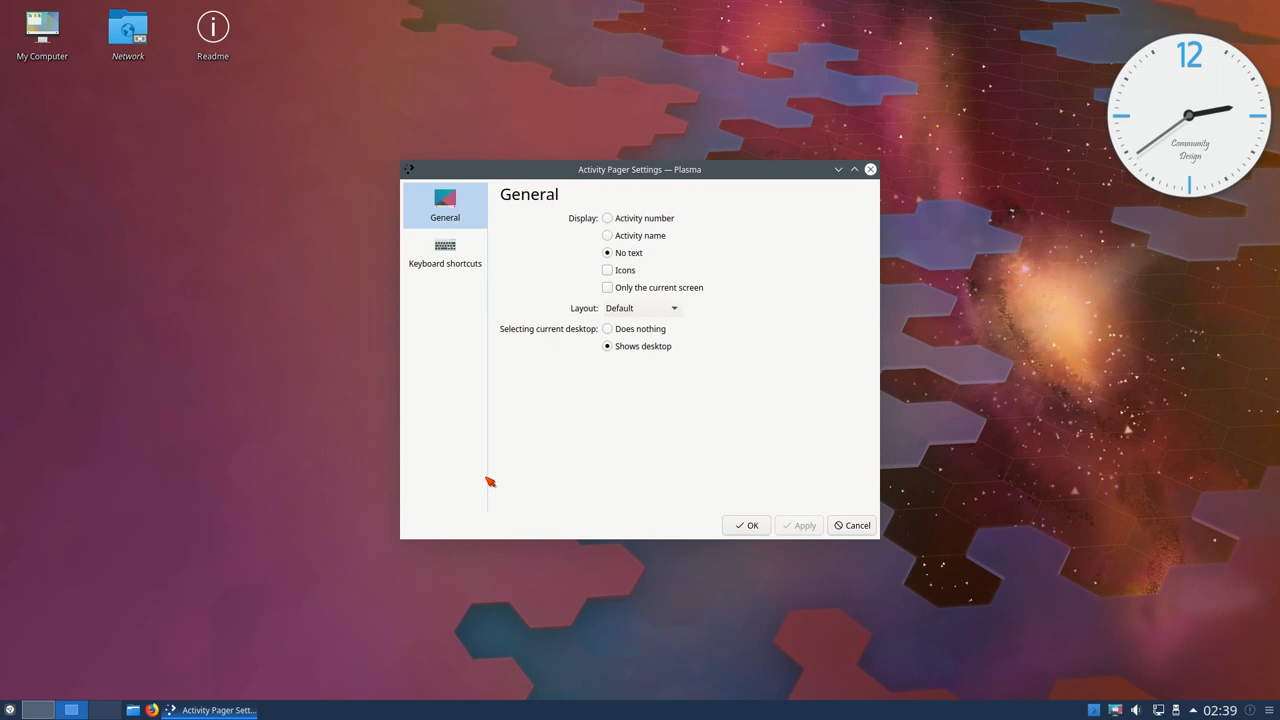 My Computer
Network
Readme
12
Community
Design
Activity Pager Settings — Plasma
General
Keyboard shortcuts
General
Display:
Activity number
Activity name
No text
Icons
Only the current screen
Layout: Default
Selecting current desktop:
Does nothing
Shows desktop
OK
Apply
Cancel
Activity Pager Sett...
02:39